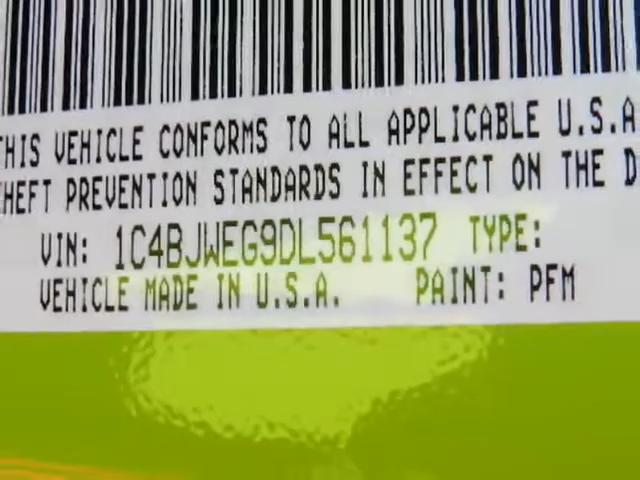 THIS VEHICLE CONFORMS TO ALL APPLICABLE U.S.A
THEFT PREVENTION STANDARDS IN EFFECT ON THE D
VIN: 1C4BJWEG9DL561137 TYPE:
VEHICLE MADE IN U.S.A. PAINT: PFM